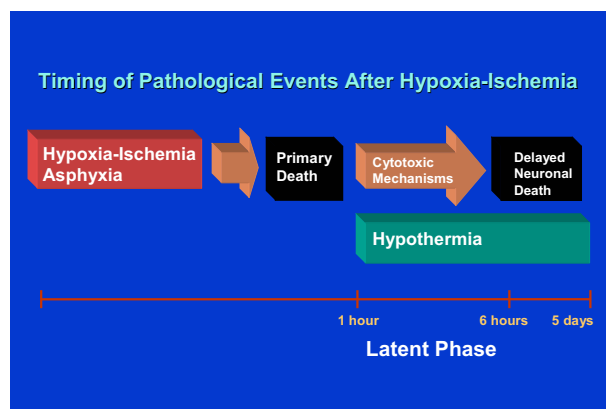 Timing of Pathological Events After Hypoxia-Ischemia
Hypoxia-Ischemia
Asphyxia
Primary
Death
Cytotoxic
Mechanisms
Delayed
Neuronal
Death
Hypothermia
1 hour
6 hours
5 days
Latent Phase